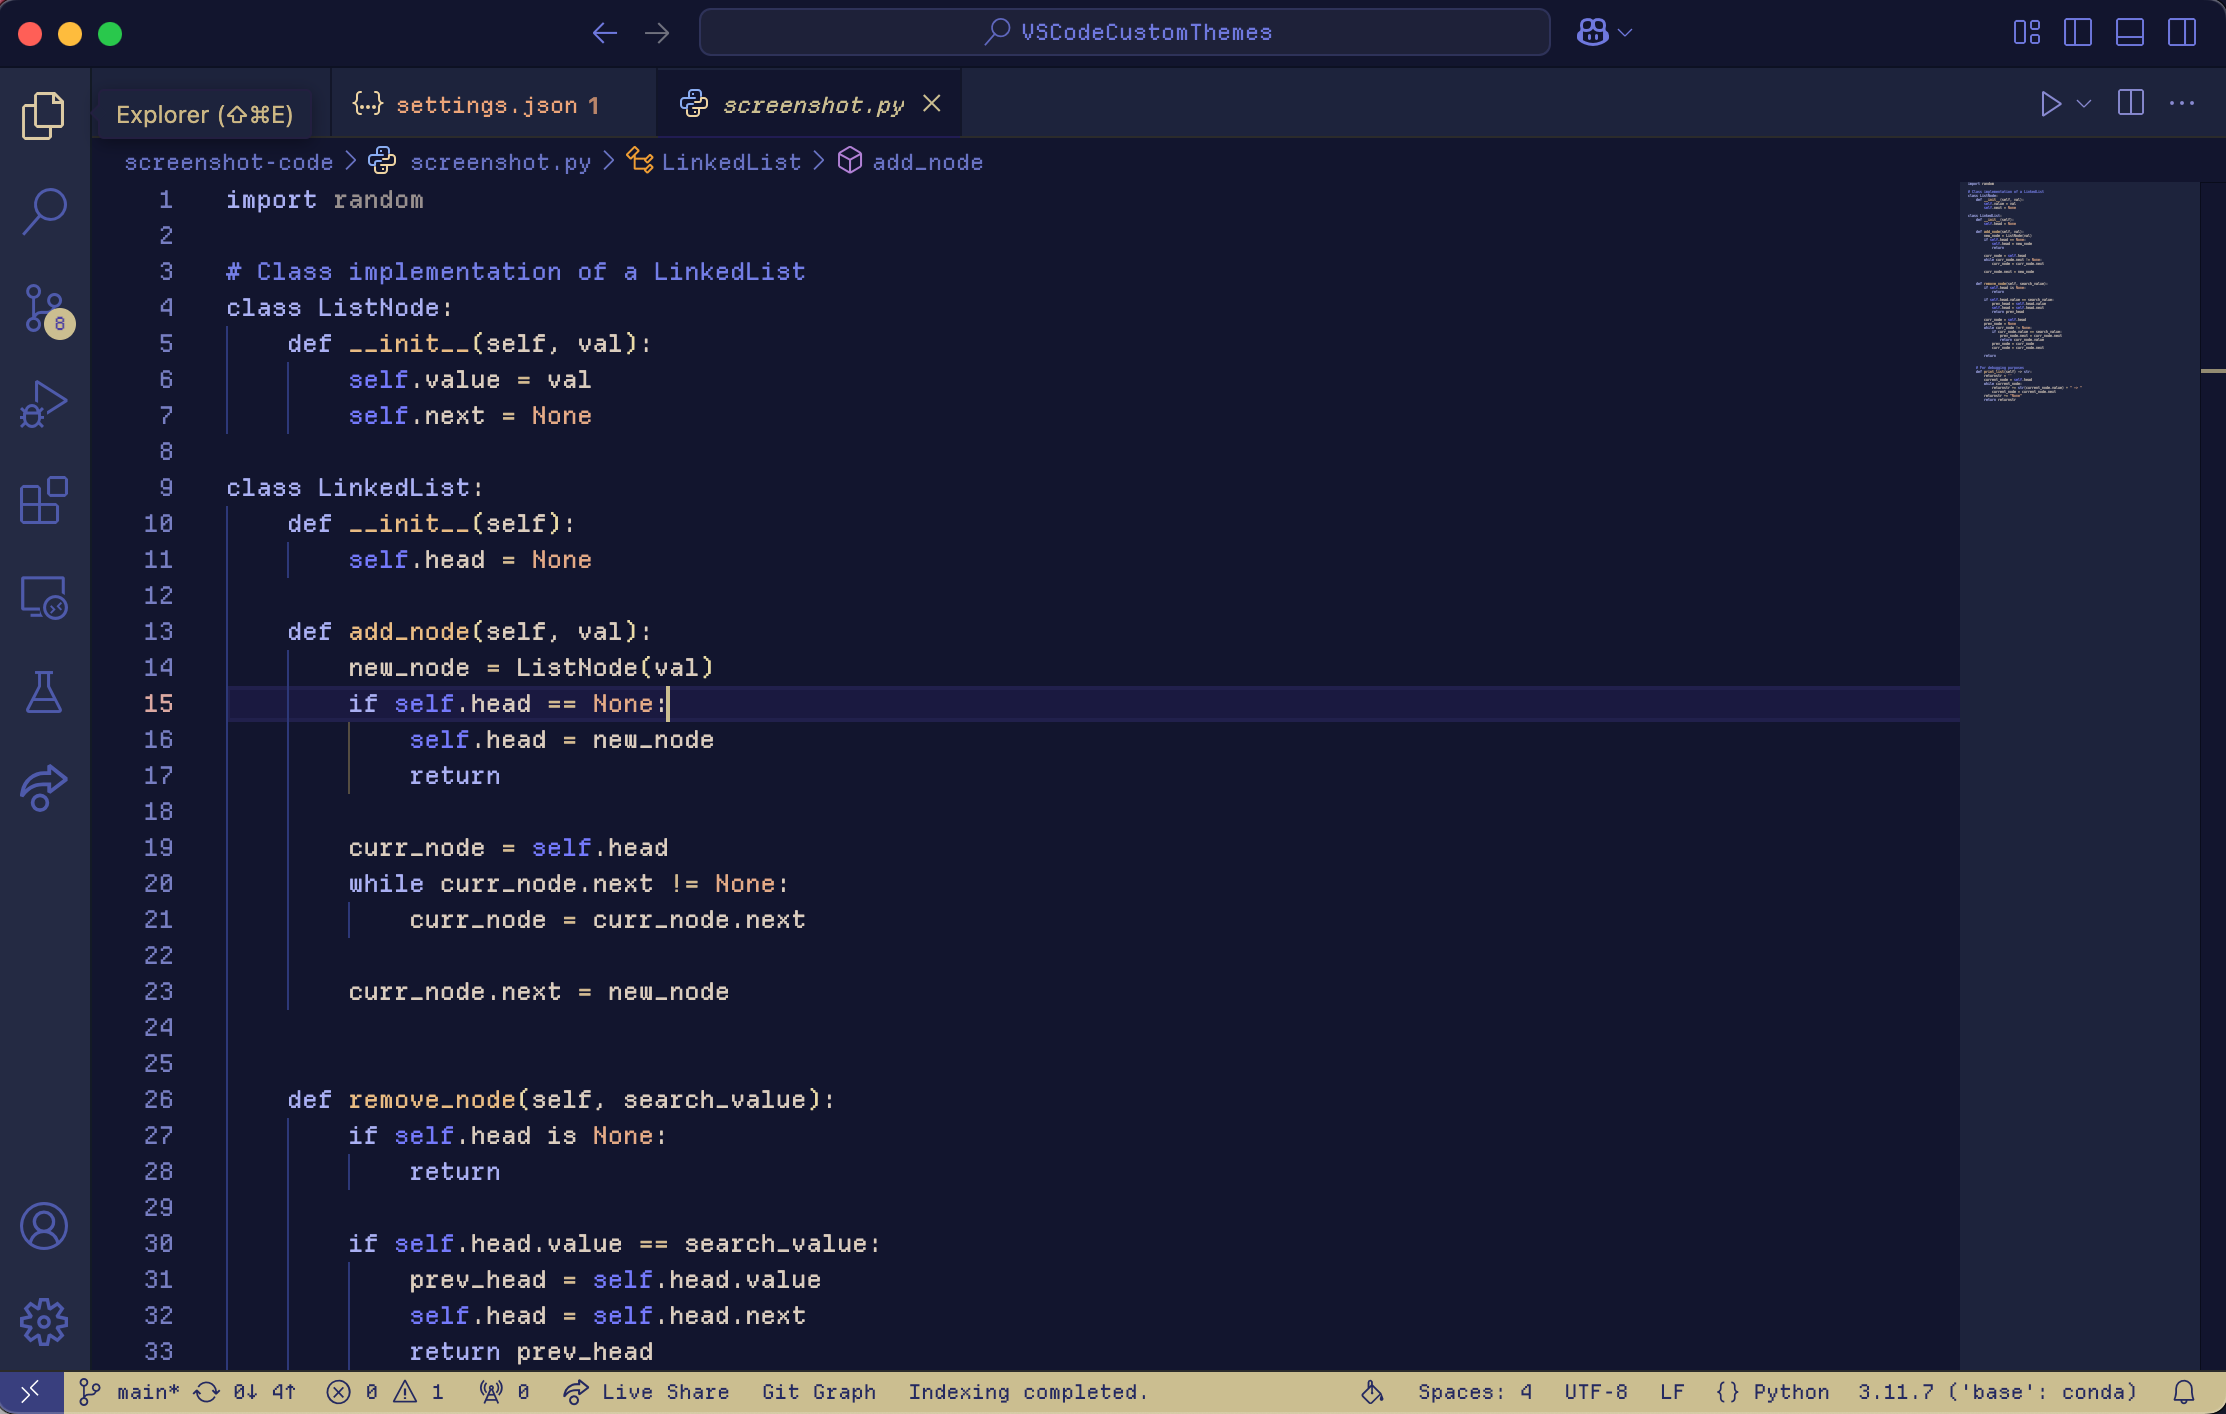 VSCodeCustomThemes
Explorer (⇧⌘E)
{...} settings.json 1
screenshot.py
screenshot-code > screenshot.py > LinkedList > add_node
1 import random
2
3 # Class implementation of a LinkedList
4 class ListNode:
5     def __init__(self, val):
6         self.value = val
7         self.next = None
8
9 class LinkedList:
10     def __init__(self):
11         self.head = None
12
13     def add_node(self, val):
14         new_node = ListNode(val)
15         if self.head == None:
16             self.head = new_node
17             return
18
19         curr_node = self.head
20         while curr_node.next != None:
21             curr_node = curr_node.next
22
23         curr_node.next = new_node
24
25
26     def remove_node(self, search_value):
27         if self.head is None:
28             return
29
30         if self.head.value == search_value:
31             prev_head = self.head.value
32             self.head = self.head.next
33             return prev_head
8
main* 0↓ 4↑ 0 1 0 Live Share Git Graph Indexing completed. Spaces: 4 UTF-8 LF {} Python 3.11.7 ('base': conda)